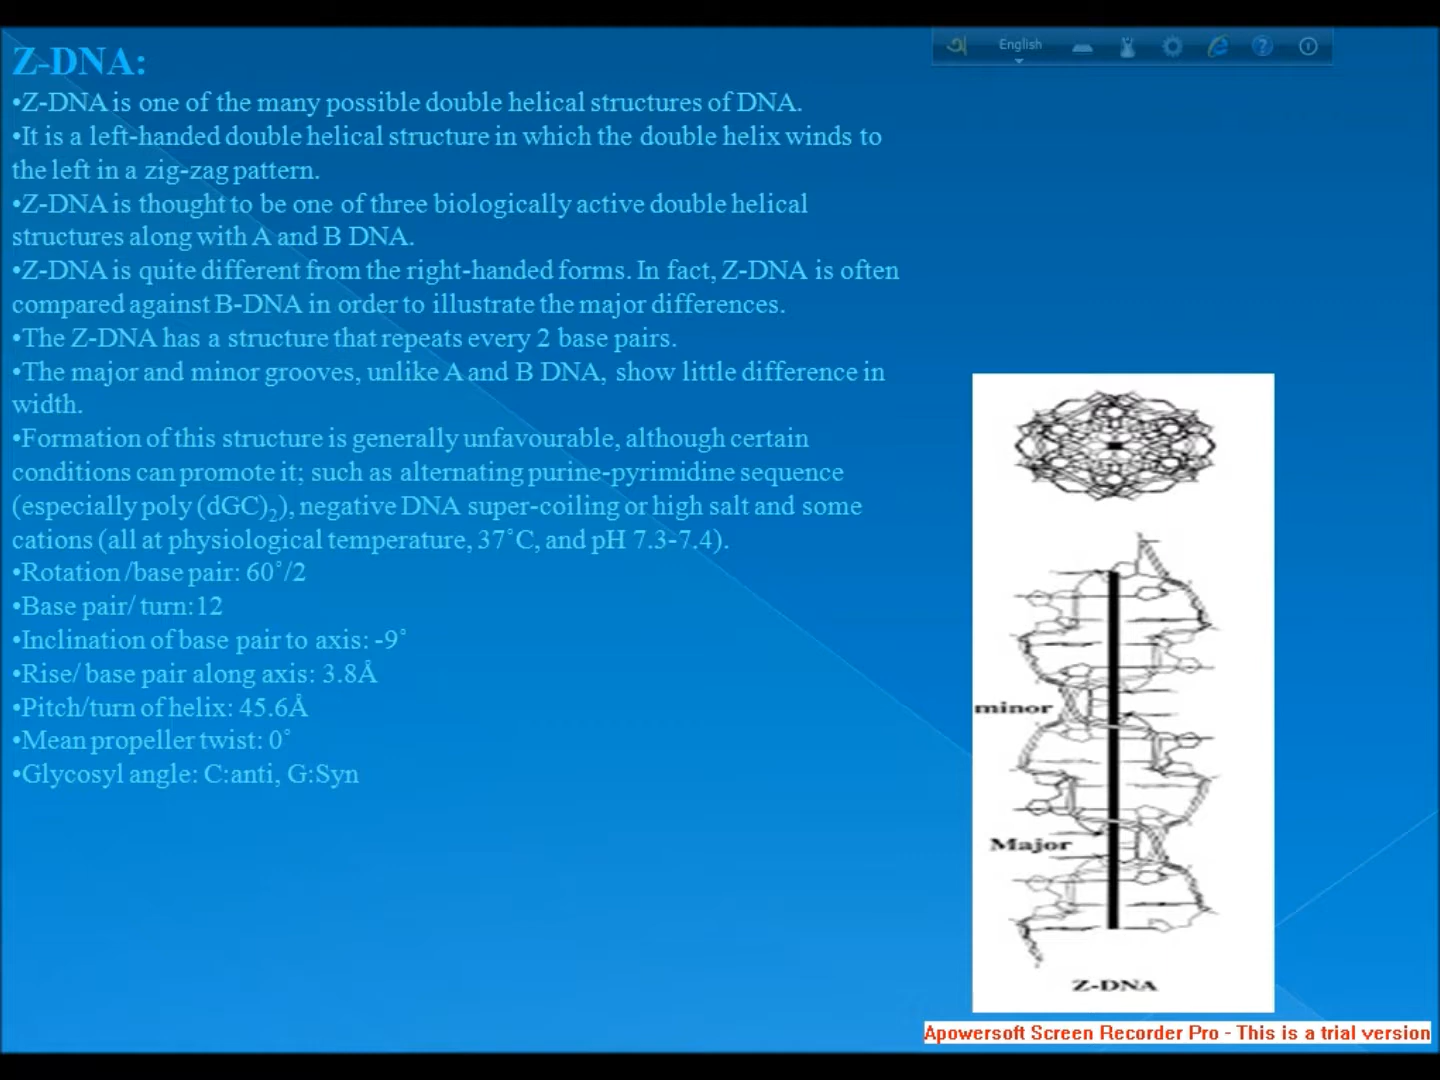 English
Z-DNA:
•Z-DNA is one of the many possible double helical structures of DNA.
•It is a left-handed double helical structure in which the double helix winds to
the left in a zig-zag pattern.
•Z-DNA is thought to be one of three biologically active double helical
structures along with A and B DNA.
•Z-DNA is quite different from the right-handed forms. In fact, Z-DNA is often
compared against B-DNA in order to illustrate the major differences.
•The Z-DNA has a structure that repeats every 2 base pairs.
•The major and minor grooves, unlike A and B DNA, show little difference in
width.
•Formation of this structure is generally unfavourable, although certain
conditions can promote it; such as alternating purine-pyrimidine sequence
(especially poly (dGC)₂), negative DNA super-coiling or high salt and some
cations (all at physiological temperature, 37˚C, and pH 7.3-7.4).
•Rotation /base pair: 60˚/2
•Base pair/ turn:12
•Inclination of base pair to axis: -9˚
•Rise/ base pair along axis: 3.8Å
•Pitch/turn of helix: 45.6Å
•Mean propeller twist: 0˚
•Glycosyl angle: C:anti, G:Syn
minor
Major
Z-DNA
Apowersoft Screen Recorder Pro - This is a trial version